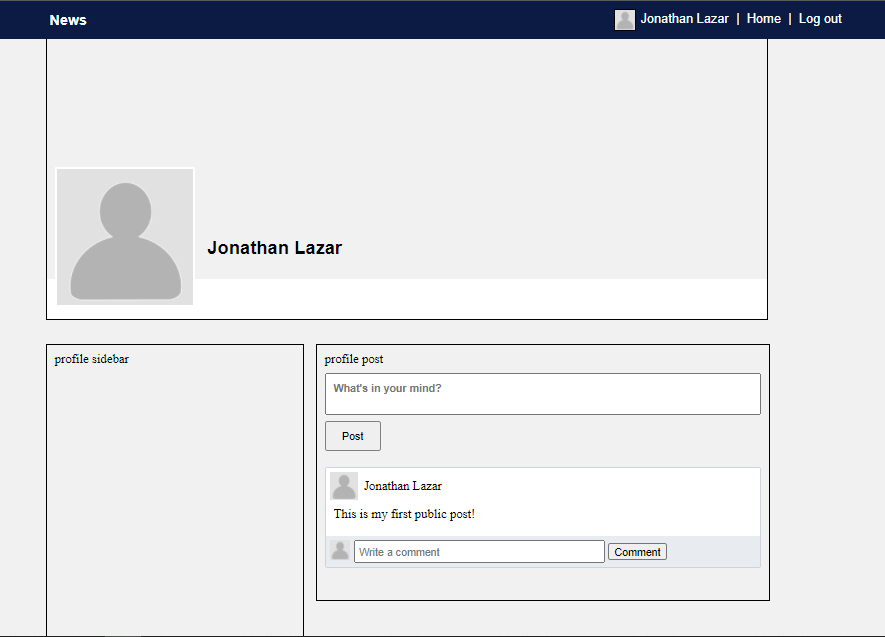 News
Jonathan Lazar | Home | Log out
Jonathan Lazar
profile sidebar
profile post
What's in your mind?
Post
Jonathan Lazar
This is my first public post!
Write a comment
Comment